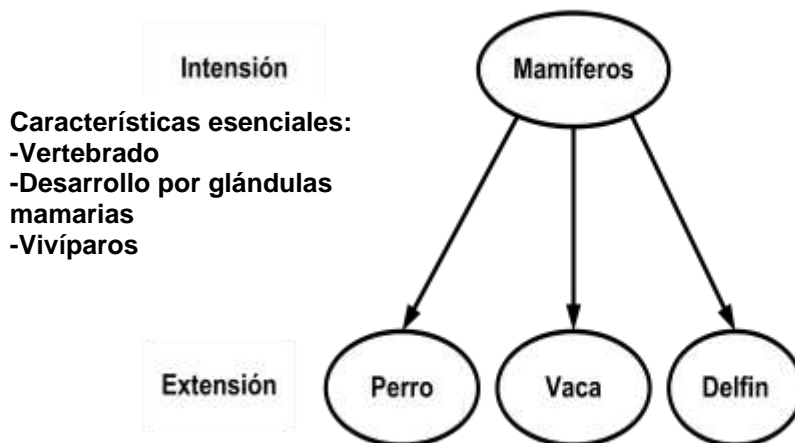 Intensión
Mamíferos
Características esenciales:
-Vertebrado
-Desarrollo por glándulas
mamarias
-Vivíparos
Extensión
Perro
Vaca
Delfin